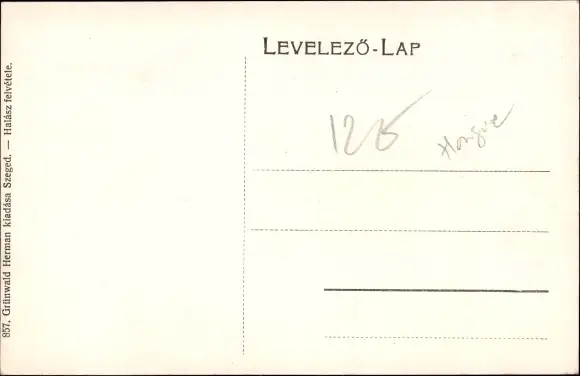 LEVELEZŐ-LAP
125
857. Grünwald Herman kiadása Szeged. — Halász felvétele.